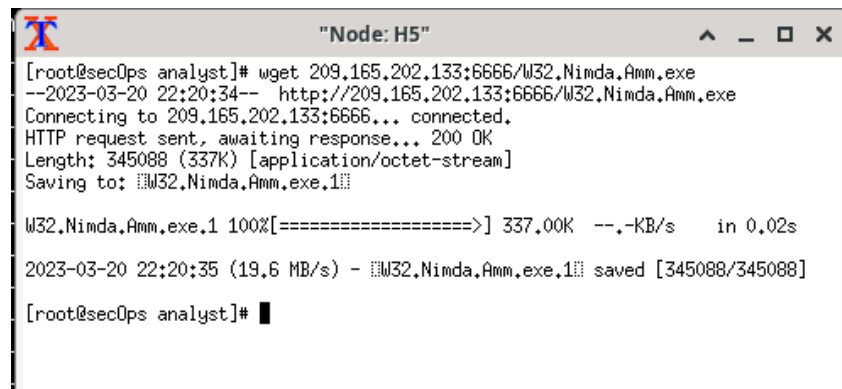 "Node: H5"
[root@secOps analyst]# wget 209.165.202.133:6666/W32.Nimda.Amm.exe
--2023-03-20 22:20:34--  http://209.165.202.133:6666/W32.Nimda.Amm.exe
Connecting to 209.165.202.133:6666... connected.
HTTP request sent, awaiting response... 200 OK
Length: 345088 (337K) [application/octet-stream]
Saving to: W32.Nimda.Amm.exe.1
W32.Nimda.Amm.exe.1 100%[===================>] 337.00K  --.-KB/s    in 0.02s
2023-03-20 22:20:35 (19.6 MB/s) - W32.Nimda.Amm.exe.1 saved [345088/345088]
[root@secOps analyst]#